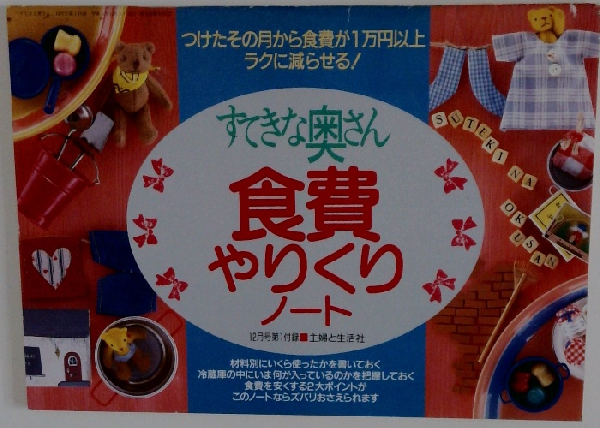 つけたその月から食費が1万円以上
ラクに減らせる!
すてきな奥さん
食費
やりくり
ノート
12月号第1付録■主婦と生活社
材料別にいくら使ったかを書いておく
冷蔵庫の中にいま何が入っているのかを把握しておく
食費を安くする2大ポイントが
このノートならズバリおさえられます
SUTEKINA
OKUSAN